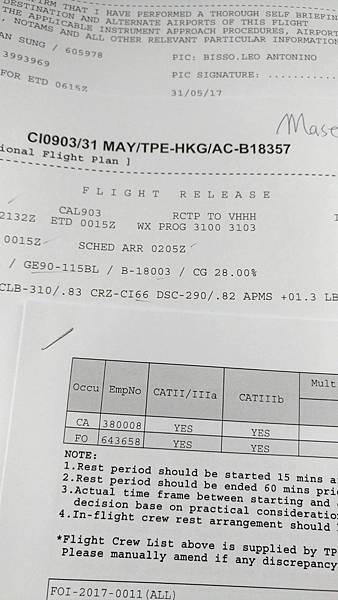 FIRM THAT I HAVE PERFORMED A THOROUGH SELF BRIEFIN
DESTINATION AND ALTERNATE AIRPORTS OF THIS FLIGHT
THE APPLICABLE INSTRUMENT APPROACH PROCEDURES, AIRPORT
, NOTAMS AND ALL OTHER RELEVANT PARTICULAR INFORMATION
AN SUNG / 605978 PIC: BISSO.LEO ANTONINO
3993969 PIC SIGNATURE: ...........
FOR ETD 0615Z 31/05/17
Mase
CI0903/31 MAY/TPE-HKG/AC-B18357
ional Flight Plan ]
FLIGHT RELEASE
2132Z CAL903 RCTP TO VHHH
ETD 0015Z WX PROG 3100 3103
0015Z SCHED ARR 0205Z
/ GE90-115BL / B-18003 / CG 28.00%
CLB-310/.83 CRZ-CI66 DSC-290/.82 APMS +01.3 LB
Occu EmpNo CATII/IIIa CATIIIb Mult
CA 380008 YES YES
FO 643658 YES YES
NOTE:
1.Rest period should be started 15 mins a
2.Rest period should be ended 60 mins pri
3.Actual time frame between starting and
decision base on practical consideration
4.In-flight crew rest arrangement should
*Flight Crew List above is supplied by TP
Please manually amend if any discrepancy
FOI-2017-0011(ALL)